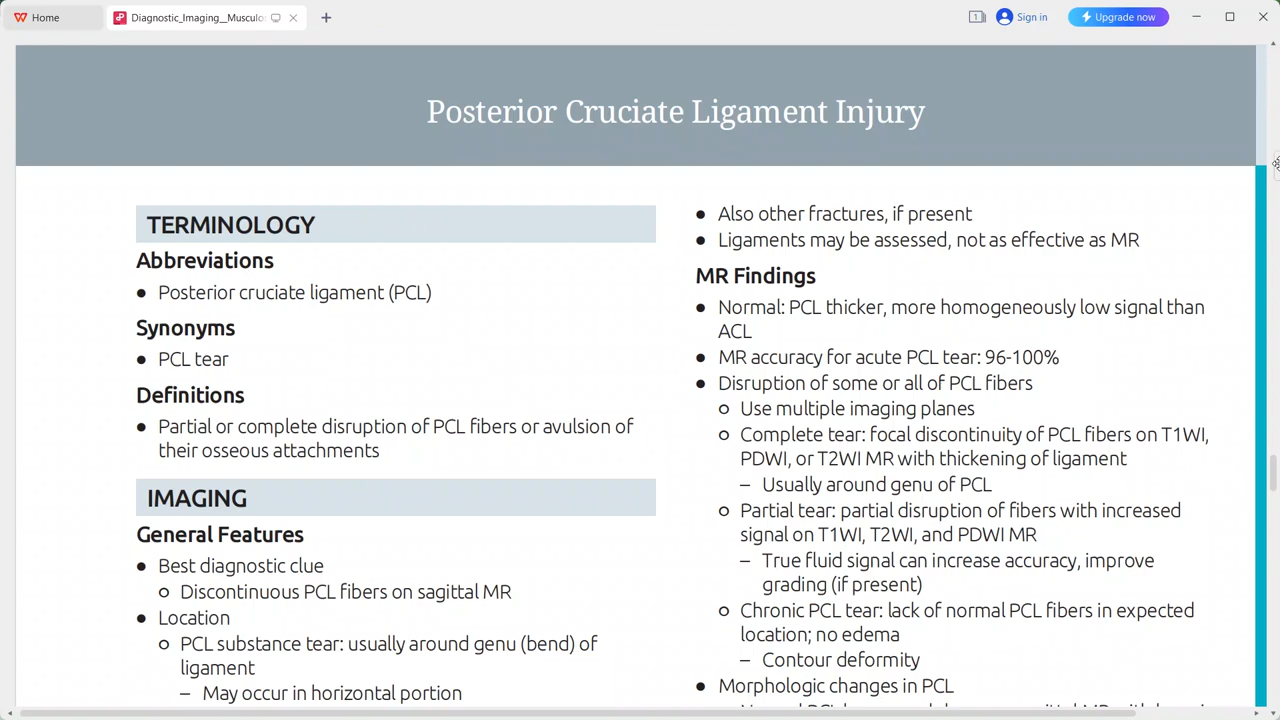 Home
Diagnostic_Imaging__Musculos
1
Sign in
Upgrade now
Posterior Cruciate Ligament Injury
TERMINOLOGY
Abbreviations
● Posterior cruciate ligament (PCL)
Synonyms
● PCL tear
Definitions
● Partial or complete disruption of PCL fibers or avulsion of
their osseous attachments
IMAGING
General Features
● Best diagnostic clue
○ Discontinuous PCL fibers on sagittal MR
● Location
○ PCL substance tear: usually around genu (bend) of
ligament
– May occur in horizontal portion
● Also other fractures, if present
● Ligaments may be assessed, not as effective as MR
MR Findings
● Normal: PCL thicker, more homogeneously low signal than
ACL
● MR accuracy for acute PCL tear: 96-100%
● Disruption of some or all of PCL fibers
○ Use multiple imaging planes
○ Complete tear: focal discontinuity of PCL fibers on T1WI,
PDWI, or T2WI MR with thickening of ligament
– Usually around genu of PCL
○ Partial tear: partial disruption of fibers with increased
signal on T1WI, T2WI, and PDWI MR
– True fluid signal can increase accuracy, improve
grading (if present)
○ Chronic PCL tear: lack of normal PCL fibers in expected
location; no edema
– Contour deformity
● Morphologic changes in PCL